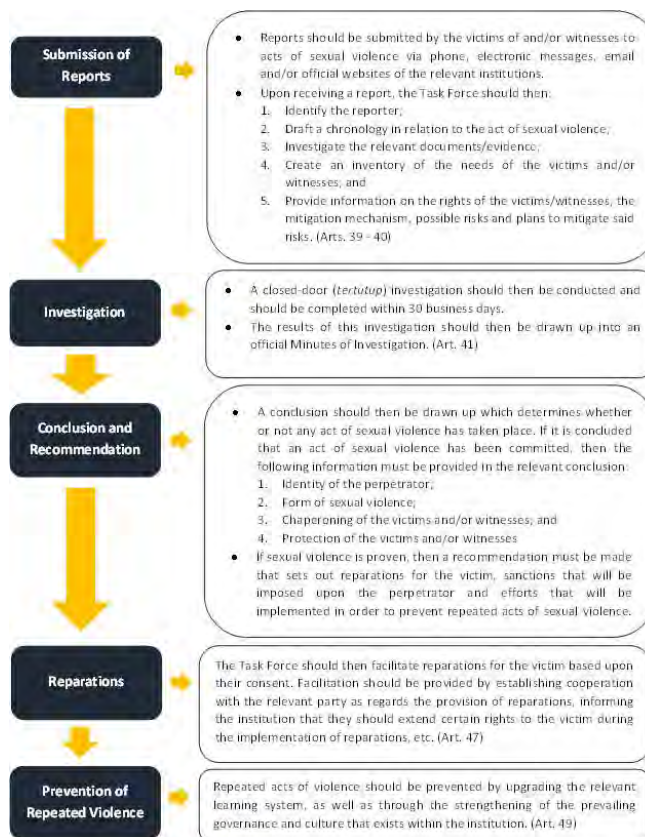 Submission of
Reports
• Reports should be submitted by the victims of and/or witnesses to
acts of sexual violence via phone, electronic messages, email
and/or official websites of the relevant institutions.
• Upon receiving a report, the Task Force should then:
1. Identify the reporter;
2. Draft a chronology in relation to the act of sexual violence;
3. Investigate the relevant documents/evidence;
4. Create an inventory of the needs of the victims and/or
witnesses; and
5. Provide information on the rights of the victims/witnesses, the
mitigation mechanism, possible risks and plans to mitigate said
risks. (Arts. 39 - 40)
Investigation
• A closed-door (tertutup) investigation should then be conducted and
should be completed within 30 business days.
• The results of this investigation should then be drawn up into an
official Minutes of Investigation. (Art. 41)
Conclusion and
Recommendation
• A conclusion should then be drawn up which determines whether
or not any act of sexual violence has taken place. If it is concluded
that an act of sexual violence has been committed, then the
following information must be provided in the relevant conclusion:
1. Identity of the perpetrator;
2. Form of sexual violence;
3. Chaperoning of the victims and/or witnesses; and
4. Protection of the victims and/or witnesses
• If sexual violence is proven, then a recommendation must be made
that sets out reparations for the victim, sanctions that will be
imposed upon the perpetrator and efforts that will be
implemented in order to prevent repeated acts of sexual violence.
Reparations
The Task Force should then facilitate reparations for the victim based upon
their consent. Facilitation should be provided by establishing cooperation
with the relevant party as regards the provision of reparations, informing
the institution that they should extend certain rights to the victim during
the implementation of reparations, etc. (Art. 47)
Prevention of
Repeated Violence
Repeated acts of violence should be prevented by upgrading the relevant
learning system, as well as through the strengthening of the prevailing
governance and culture that exists within the institution. (Art. 49)